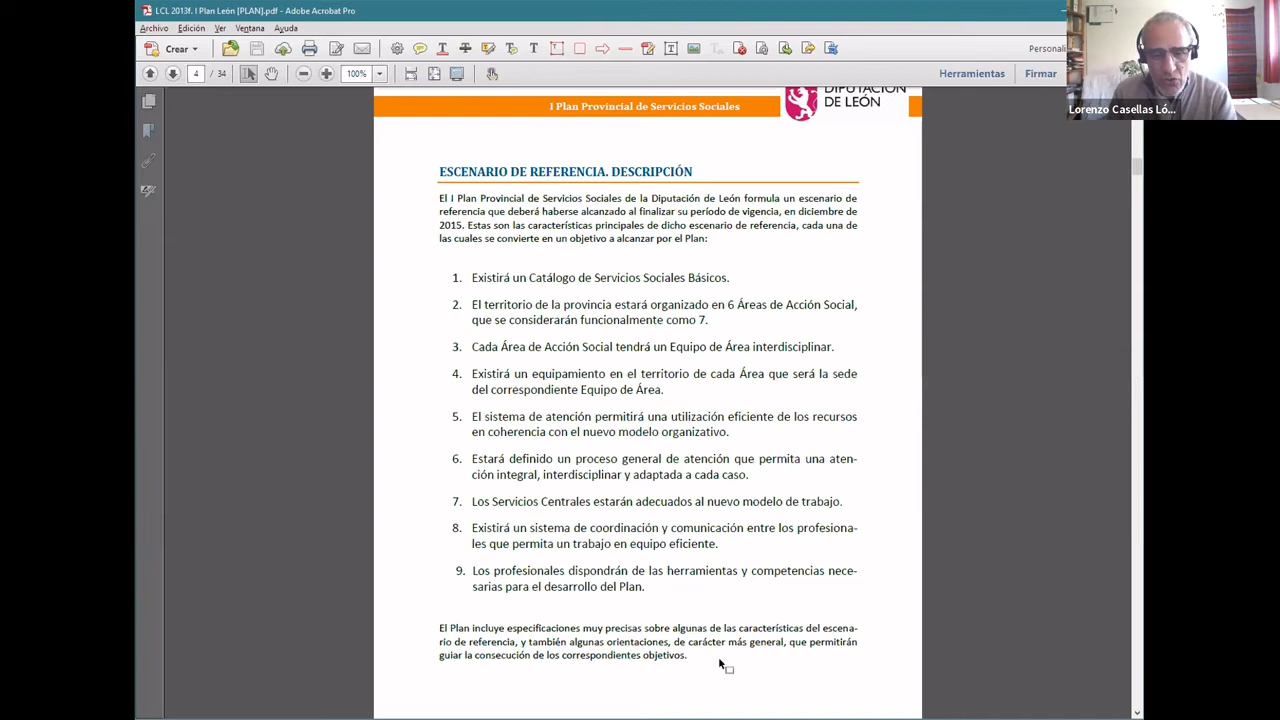 LCL 2013f. I Plan León [PLAN].pdf - Adobe Acrobat Pro
Archivo Edición Ver Ventana Ayuda
Crear
Personali
4 / 34 100% Herramientas Firmar
Lorenzo Casellas Ló...
I Plan Provincial de Servicios Sociales
DIPUTACIÓN
DE LEÓN
ESCENARIO DE REFERENCIA. DESCRIPCIÓN
El I Plan Provincial de Servicios Sociales de la Diputación de León formula un escenario de
referencia que deberá haberse alcanzado al finalizar su período de vigencia, en diciembre de
2015. Estas son las características principales de dicho escenario de referencia, cada una de
las cuales se convierte en un objetivo a alcanzar por el Plan:
1. Existirá un Catálogo de Servicios Sociales Básicos.
2. El territorio de la provincia estará organizado en 6 Áreas de Acción Social,
que se considerarán funcionalmente como 7.
3. Cada Área de Acción Social tendrá un Equipo de Área interdisciplinar.
4. Existirá un equipamiento en el territorio de cada Área que será la sede
del correspondiente Equipo de Área.
5. El sistema de atención permitirá una utilización eficiente de los recursos
en coherencia con el nuevo modelo organizativo.
6. Estará definido un proceso general de atención que permita una aten-
ción integral, interdisciplinar y adaptada a cada caso.
7. Los Servicios Centrales estarán adecuados al nuevo modelo de trabajo.
8. Existirá un sistema de coordinación y comunicación entre los profesiona-
les que permita un trabajo en equipo eficiente.
9. Los profesionales dispondrán de las herramientas y competencias nece-
sarias para el desarrollo del Plan.
El Plan incluye especificaciones muy precisas sobre algunas de las características del escena-
rio de referencia, y también algunas orientaciones, de carácter más general, que permitirán
guiar la consecución de los correspondientes objetivos.